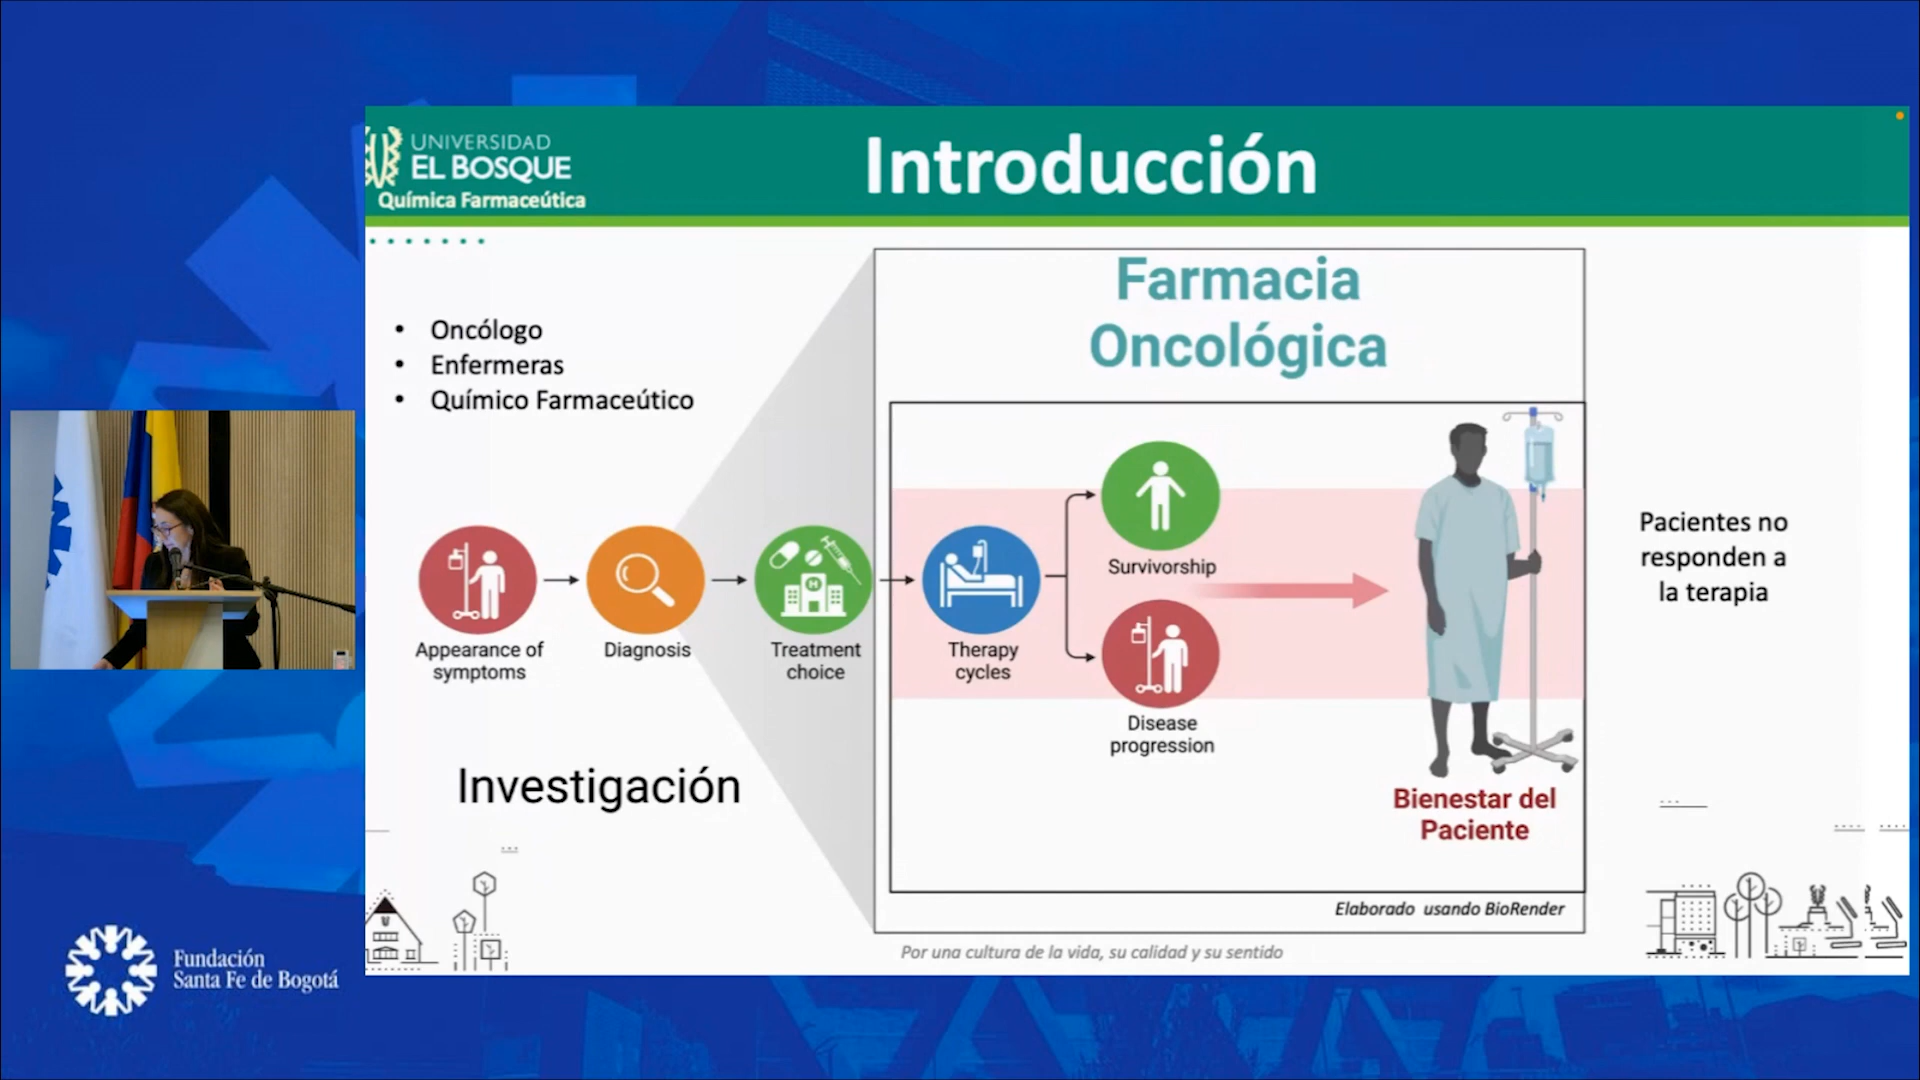 UNIVERSIDAD
EL BOSQUE
Química Farmaceútica
Introducción
Farmacia
Oncológica
• Oncólogo
• Enfermeras
• Químico Farmaceútico
Appearance of
symptoms
Diagnosis
Treatment
choice
Therapy
cycles
Survivorship
Disease
progression
Pacientes no
responden a
la terapia
Investigación
Bienestar del
Paciente
Elaborado usando BioRender
Por una cultura de la vida, su calidad y su sentido
Fundación
Santa Fe de Bogotá